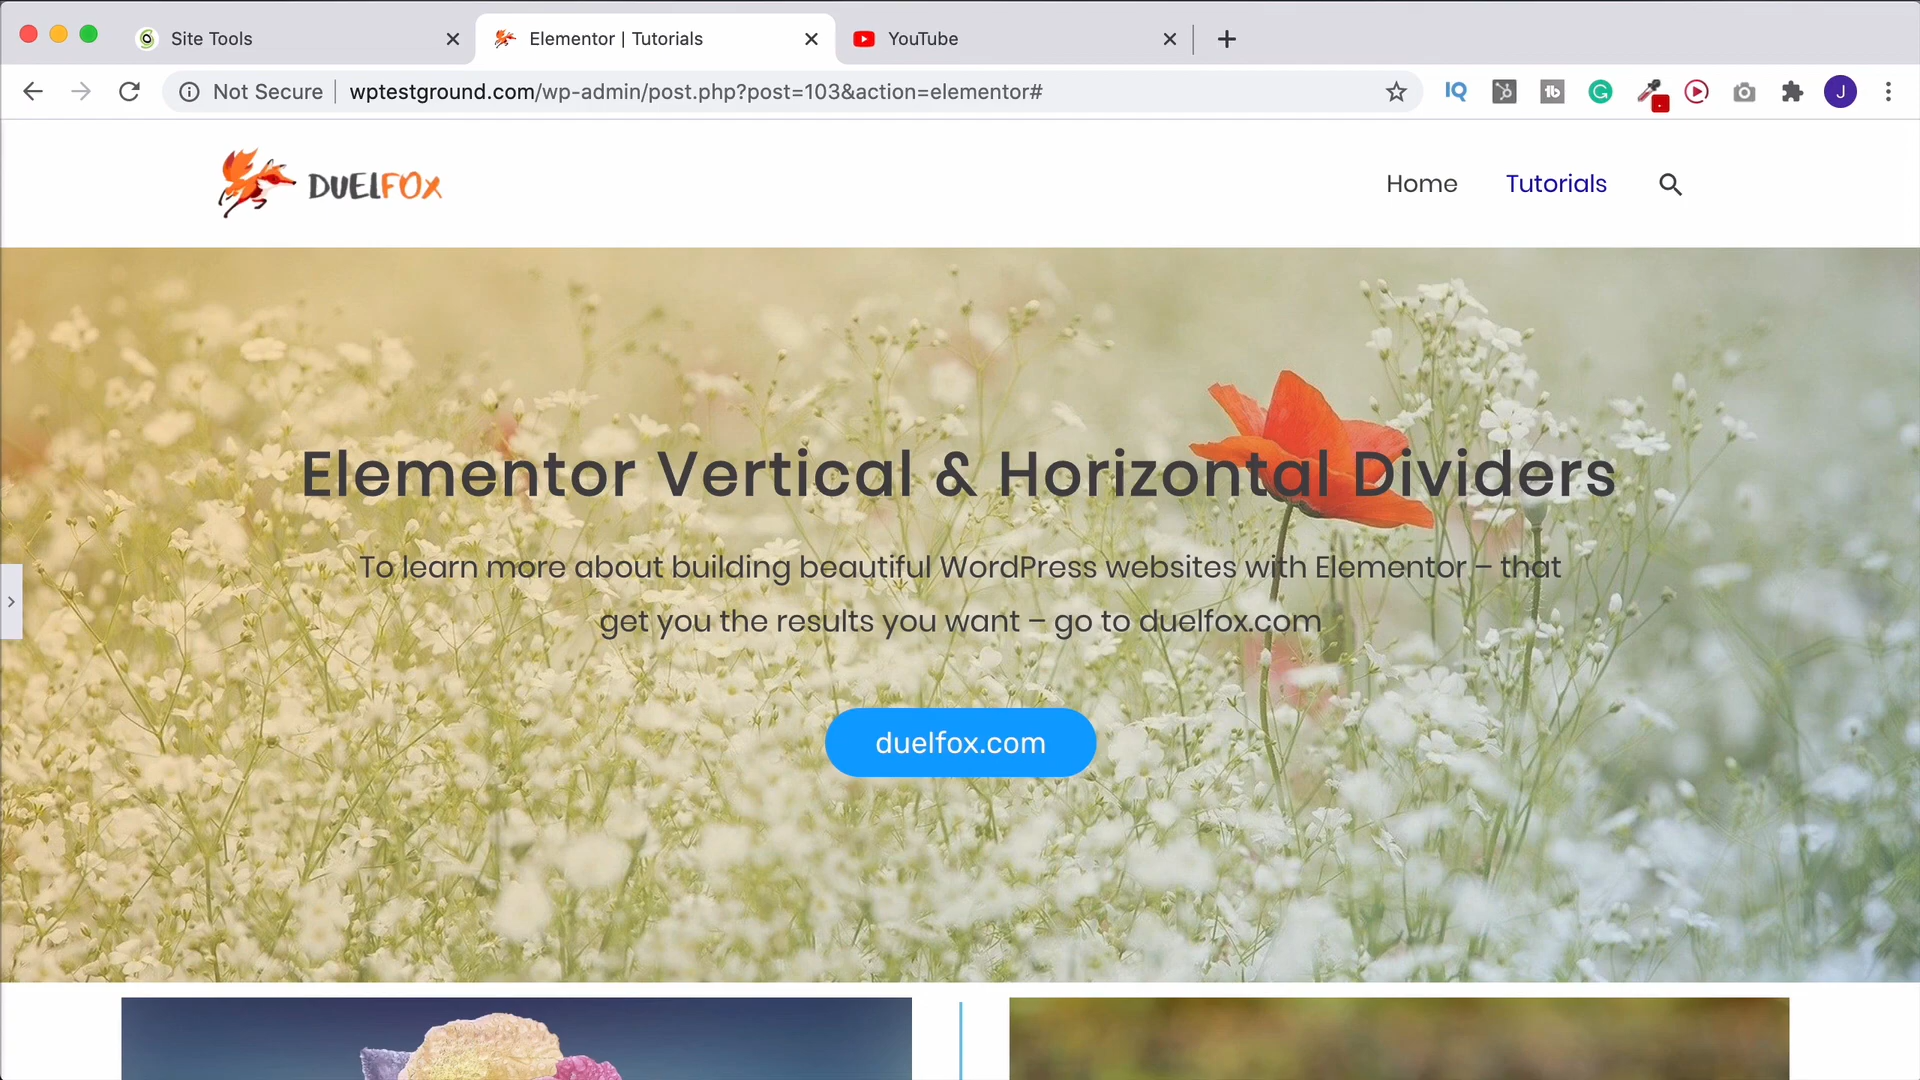 Site Tools
Elementor | Tutorials
YouTube
Not Secure
wptestground.com/wp-admin/post.php?post=103&action=elementor#
IQ
tb
G
J
DUELFOX
Home
Tutorials
Elementor Vertical & Horizontal Dividers
To learn more about building beautiful WordPress websites with Elementor – that
get you the results you want – go to duelfox.com
duelfox.com